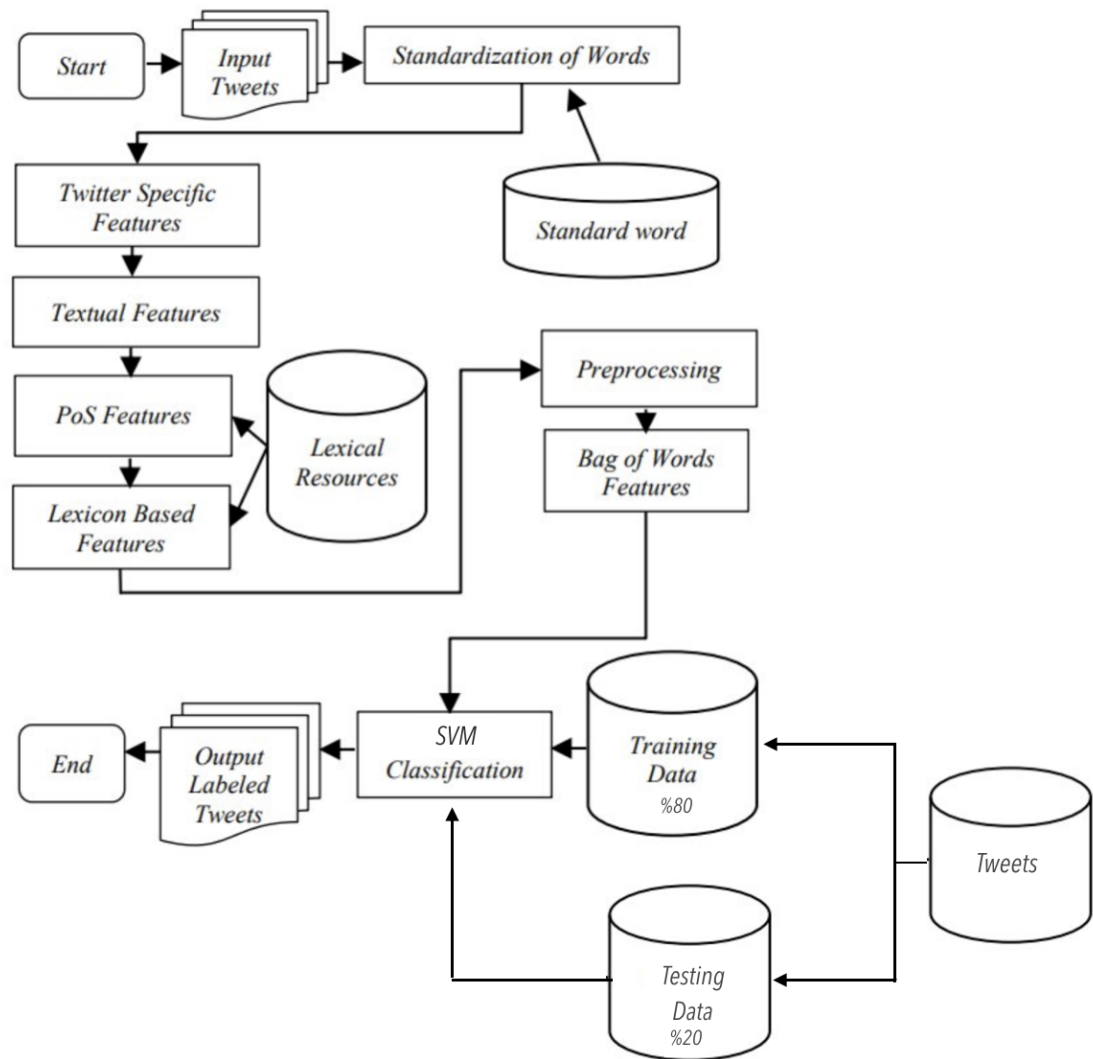 Start
Input
Tweets
Standardization of Words
Twitter Specific
Features
Standard word
Textual Features
PoS Features
Lexical
Resources
Lexicon Based
Features
Preprocessing
Bag of Words
Features
SVM
Classification
Training
Data
%80
Output
Labeled
Tweets
End
Tweets
Testing
Data
%20